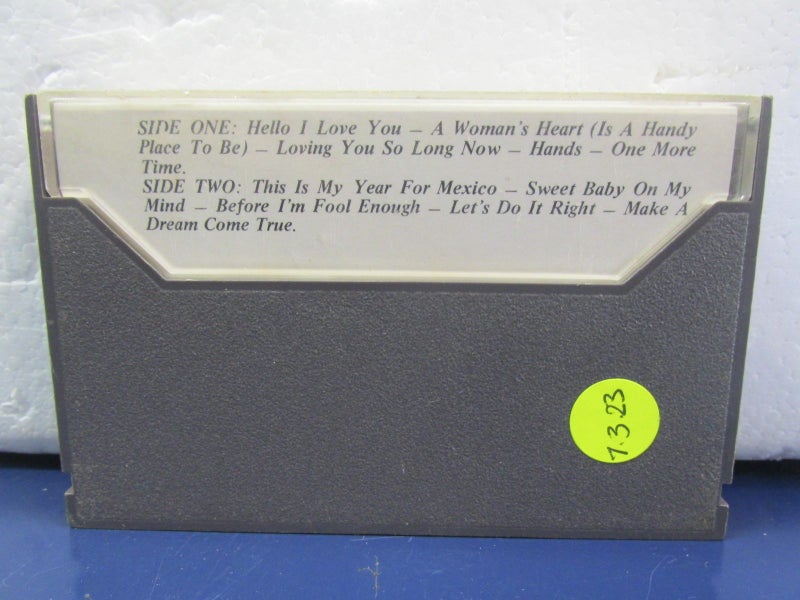 SIDE ONE: Hello I Love You – A Woman's Heart (Is A Handy
Place To Be) – Loving You So Long Now – Hands – One More
Time.
SIDE TWO: This Is My Year For Mexico – Sweet Baby On My
Mind – Before I'm Fool Enough – Let's Do It Right – Make A
Dream Come True.
7.3.23